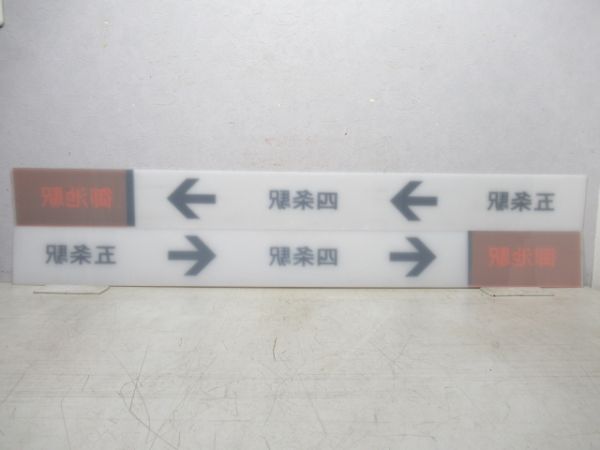 御池駅 ← 四条駅 ← 五条駅
五条駅 → 四条駅 → 御池駅